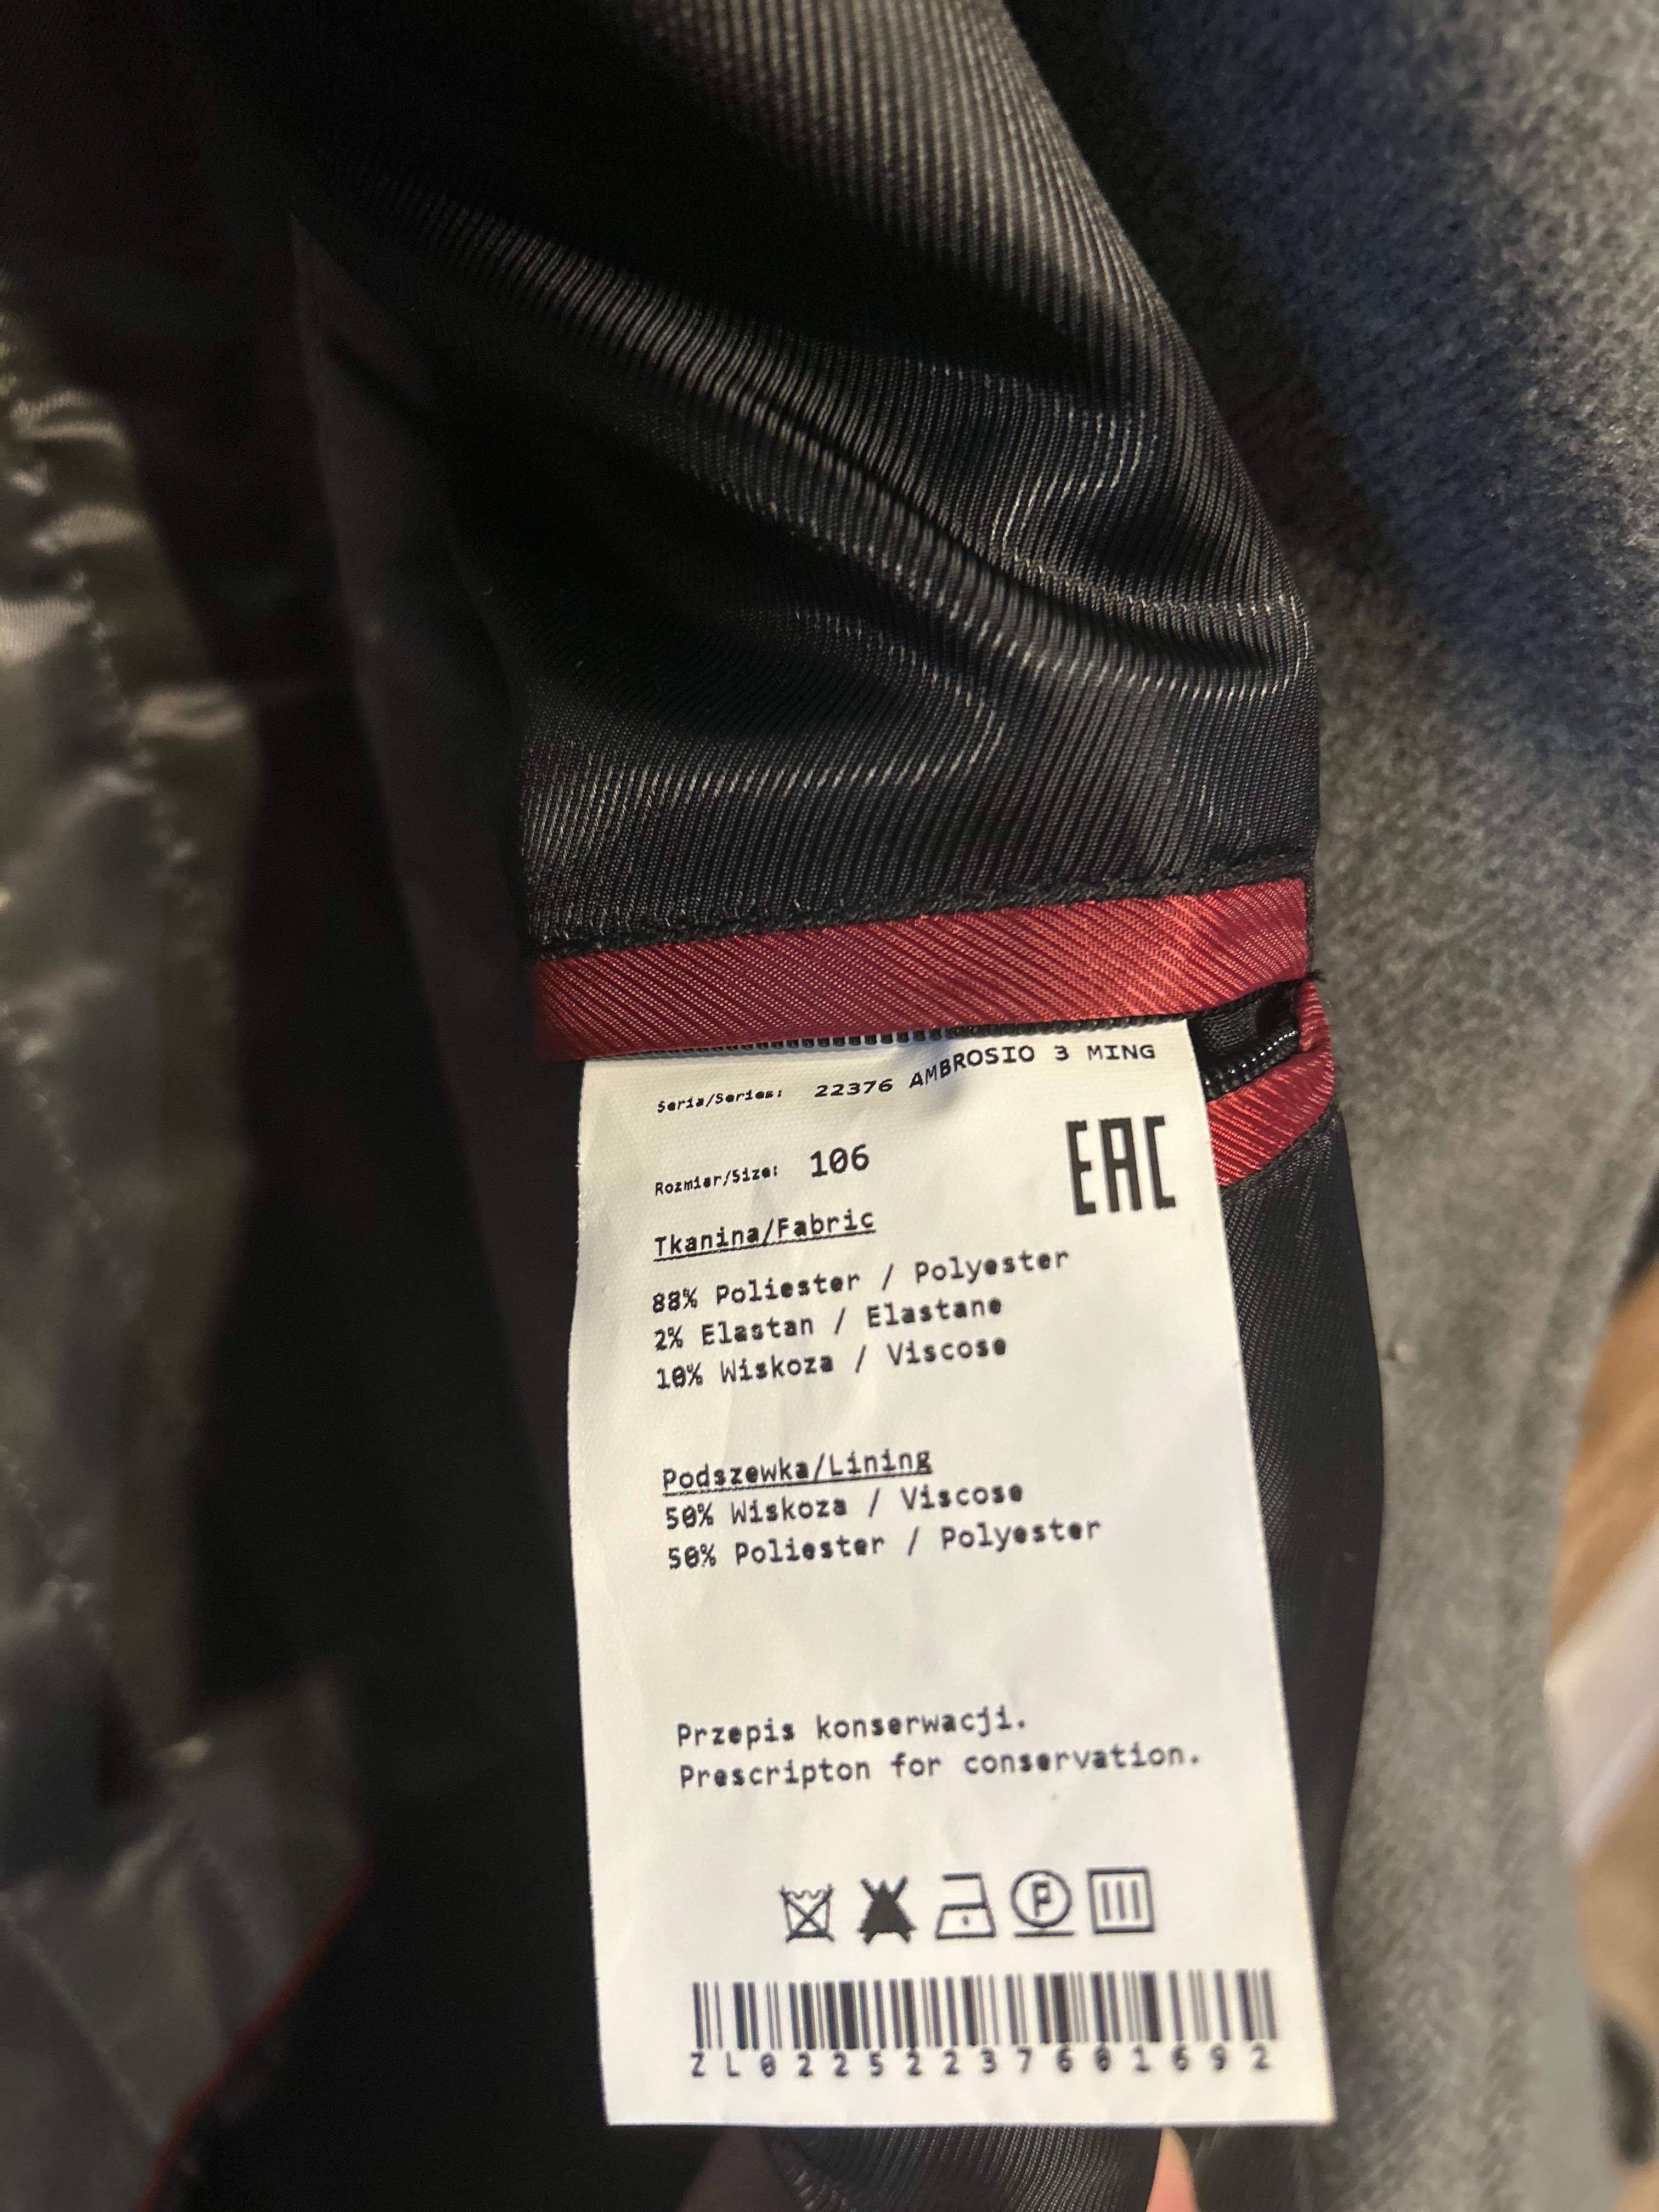 Seria/Series: 22376 AMBROSIO 3 MING
EAC
Rozmiar/Size: 106
Tkanina/Fabric
88% Poliester / Polyester
2% Elastan / Elastane
10% Wiskoza / Viscose
Podszewka/Lining
50% Wiskoza / Viscose
50% Poliester / Polyester
Przepis konserwacji.
Prescripton for conservation.
P
ZL02252237601692